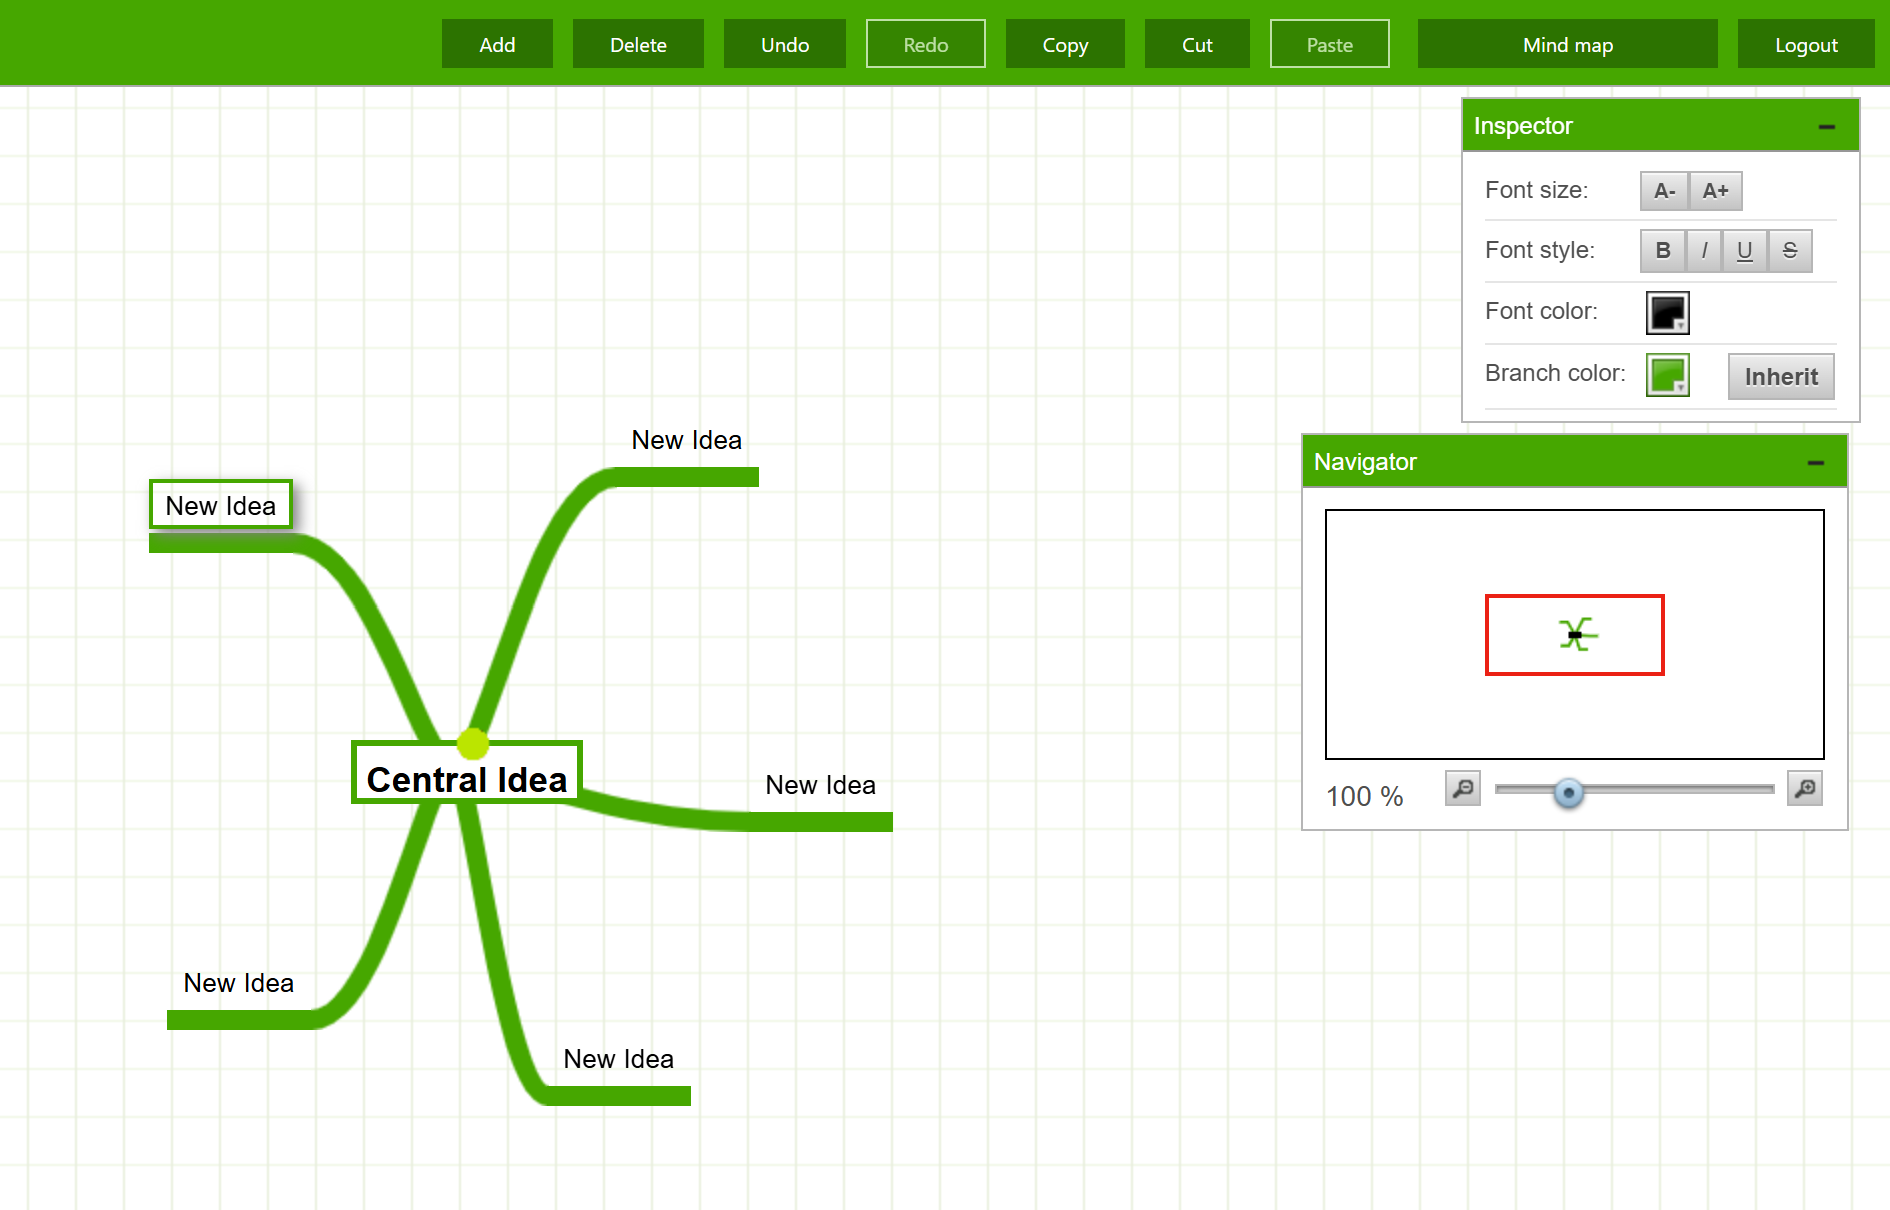 Add Delete Undo Redo Copy Cut Paste Mind map Logout
Inspector
Font size: A- A+
Font style: B I U S
Font color:
Branch color: Inherit
Navigator
100 %
New Idea
New Idea
Central Idea
New Idea
New Idea
New Idea